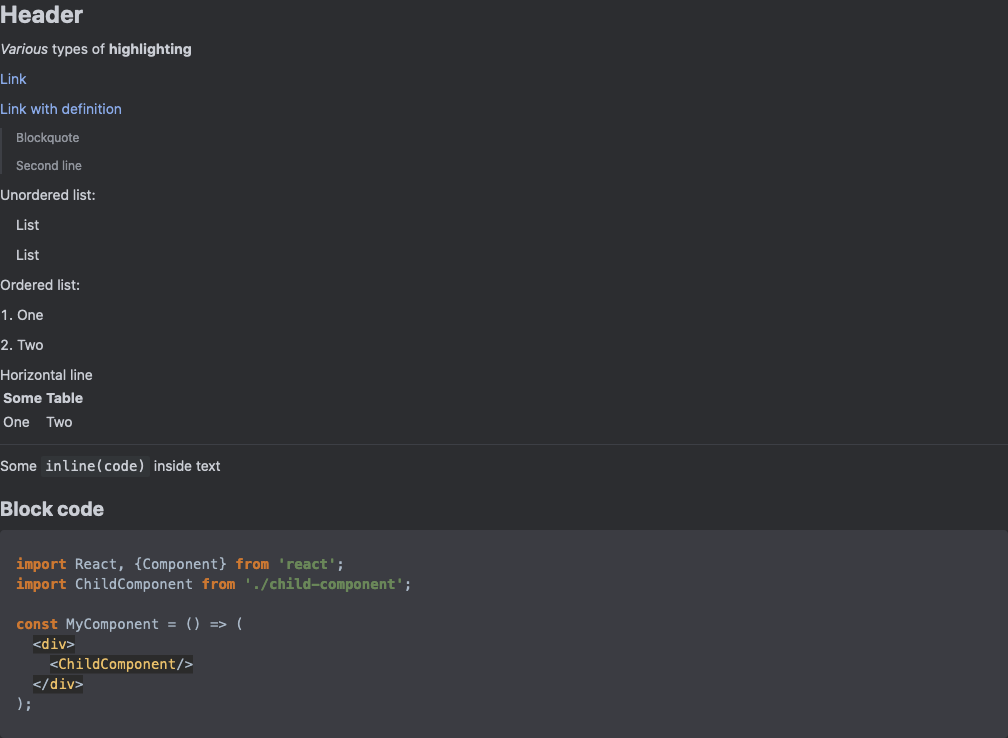 Header
Various types of highlighting
Link
Link with definition
Blockquote
Second line
Unordered list:
List
List
Ordered list:
1. One
2. Two
Horizontal line
Some Table
One Two
Some inline(code) inside text
Block code
import React, {Component} from 'react';
import ChildComponent from './child-component';
const MyComponent = () => (
<div>
<ChildComponent/>
</div>
);